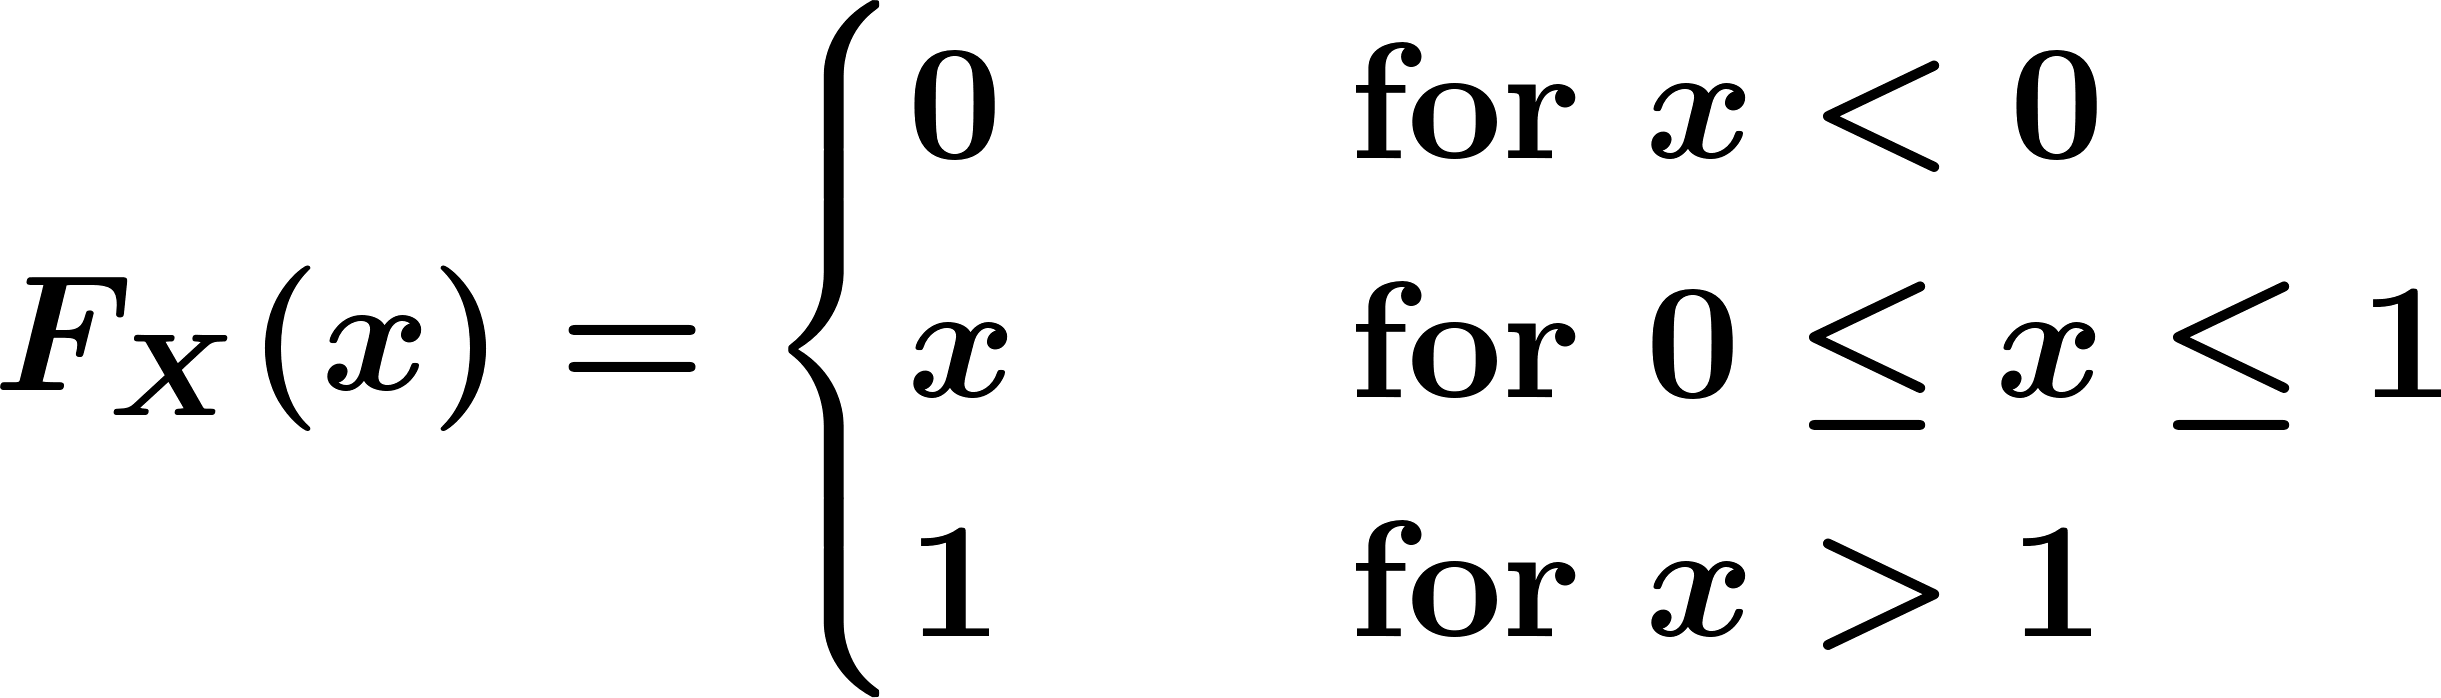 0 for x < 0
F_X(x) = { x for 0 ≤ x ≤ 1
1 for x > 1